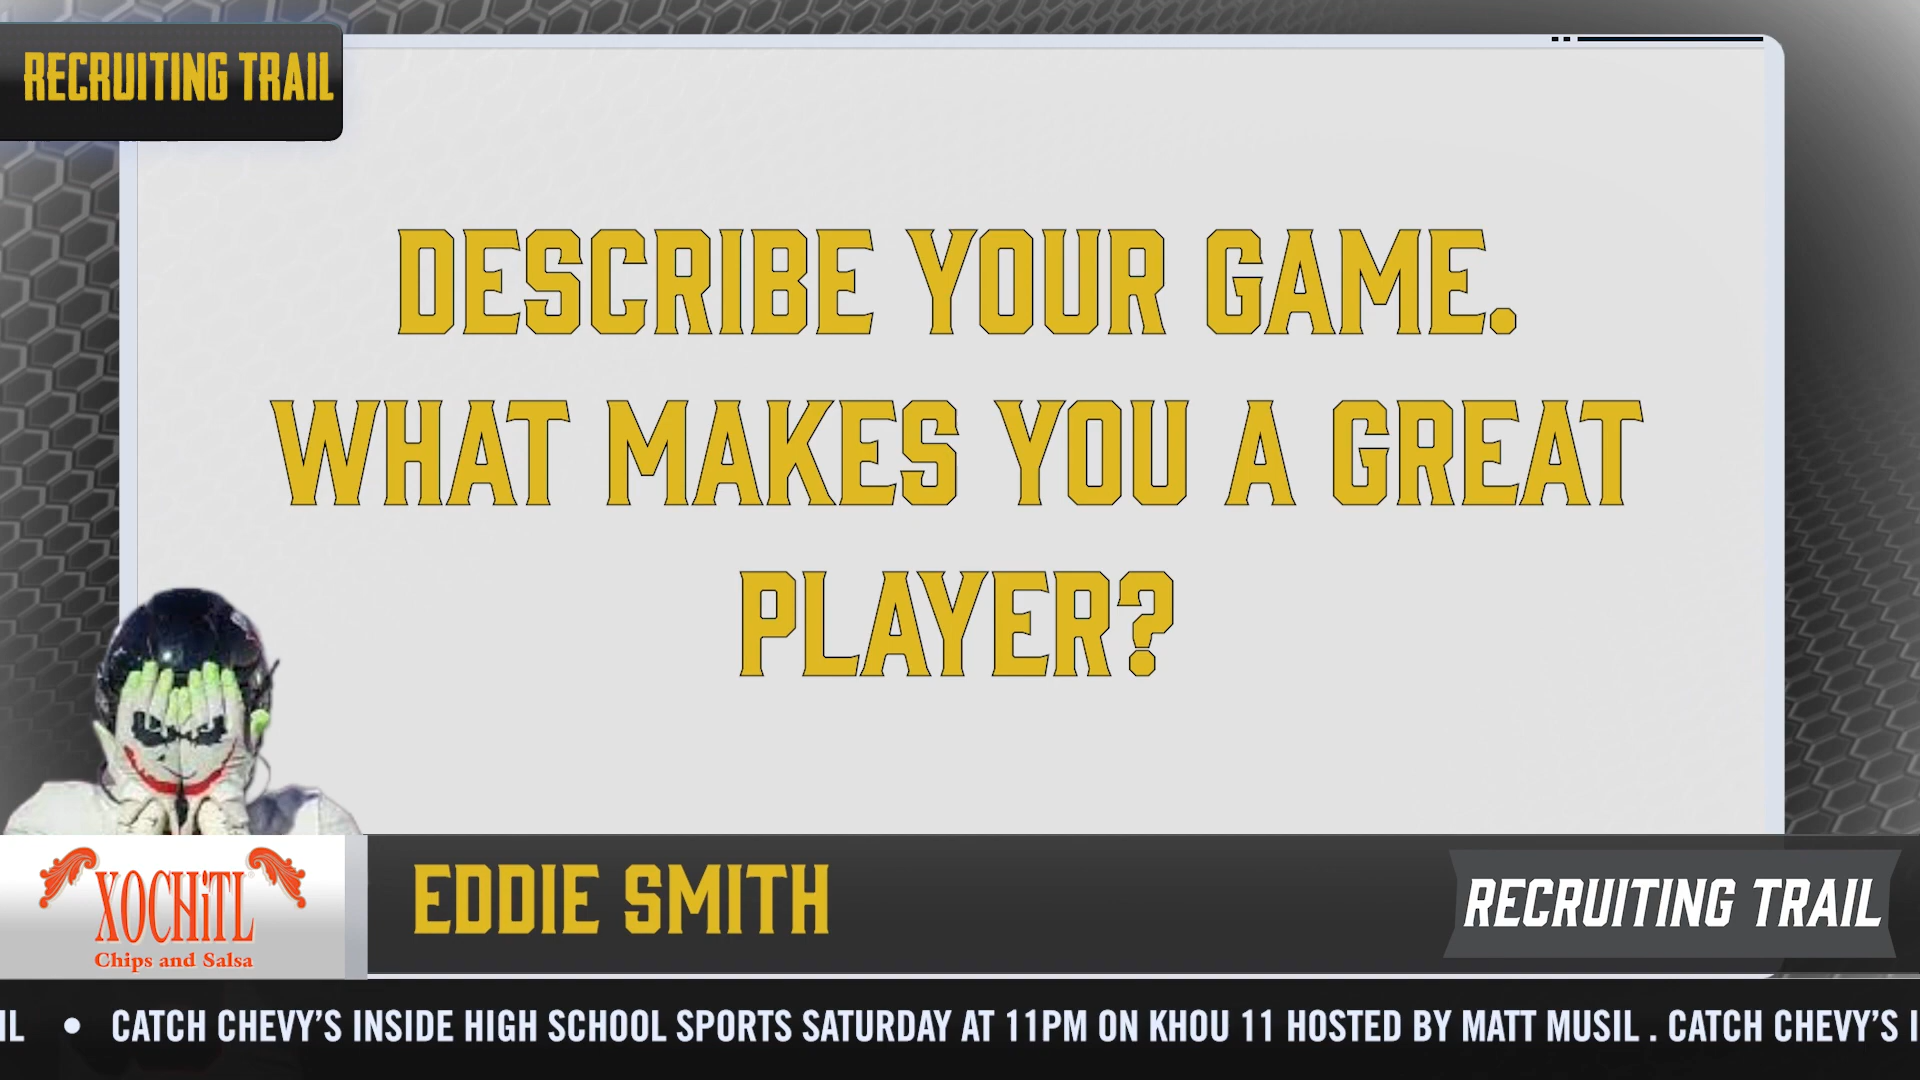 RECRUITING TRAIL
DESCRIBE YOUR GAME.
WHAT MAKES YOU A GREAT
PLAYER?
XOCHiTL
Chips and Salsa
EDDIE SMITH
RECRUITING TRAIL
IL • CATCH CHEVY’S INSIDE HIGH SCHOOL SPORTS SATURDAY AT 11PM ON KHOU 11 HOSTED BY MATT MUSIL . CATCH CHEVY’S I